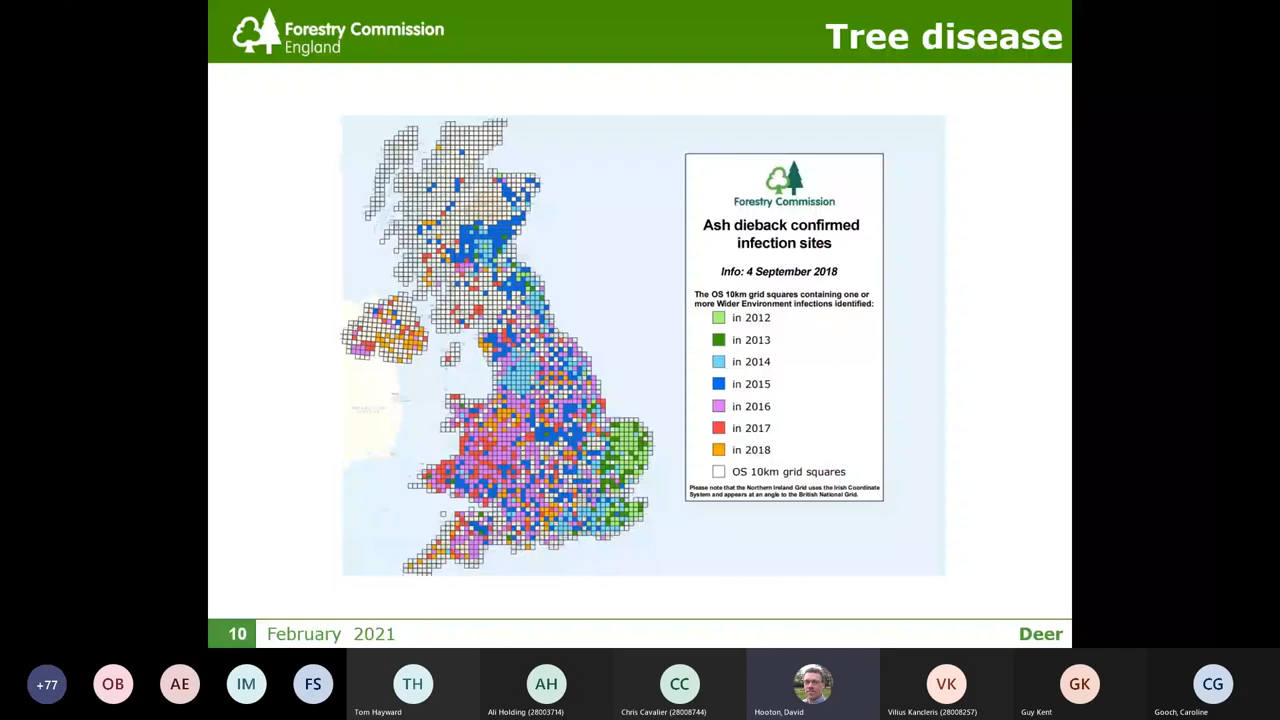 Forestry Commission
England
Tree disease
Forestry Commission
Ash dieback confirmed
infection sites
Info: 4 September 2018
The OS 10km grid squares containing one or
more Wider Environment infections identified:
in 2012
in 2013
in 2014
in 2015
in 2016
in 2017
in 2018
OS 10km grid squares
Please note that the Northern Ireland Grid uses the Irish Coordinate
System and appears at an angle to the British National Grid.
10 February 2021 Deer
+77 OB AE IM FS TH AH CC VK GK CG
Tom Hayward Ali Holding (28003714) Chris Cavalier (28008744) Hooton, David Vilius Kancleris (28008257) Guy Kent Gooch, Caroline